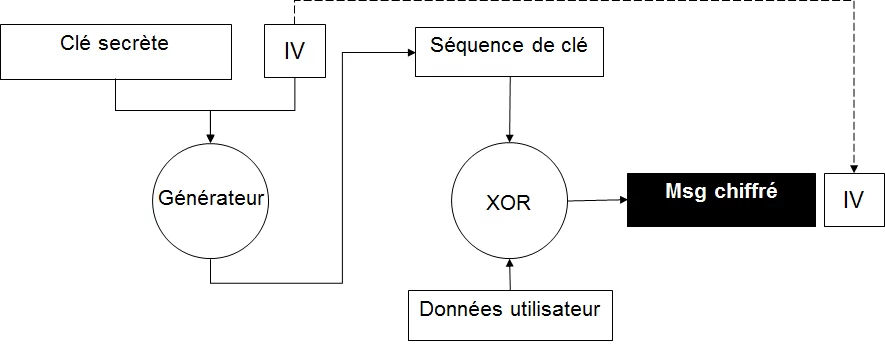 Clé secrète
IV
Séquence de clé
Générateur
XOR
Msg chiffré
IV
Données utilisateur